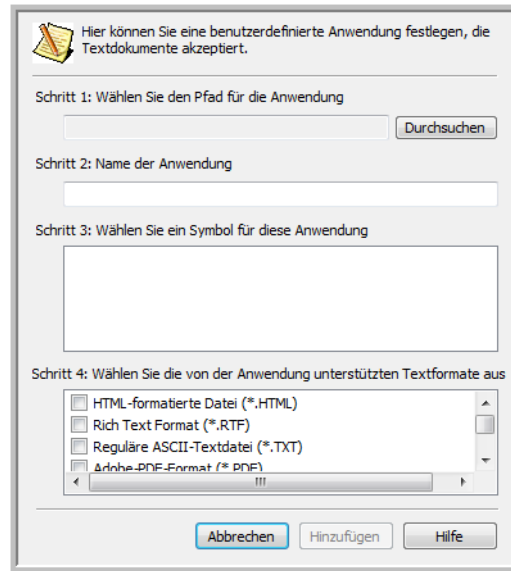 Hier können Sie eine benutzerdefinierte Anwendung festlegen, die
Textdokumente akzeptiert.
Schritt 1: Wählen Sie den Pfad für die Anwendung
Durchsuchen
Schritt 2: Name der Anwendung
Schritt 3: Wählen Sie ein Symbol für diese Anwendung
Schritt 4: Wählen Sie die von der Anwendung unterstützten Textformate aus
HTML-formatierte Datei (*.HTML)
Rich Text Format (*.RTF)
Reguläre ASCII-Textdatei (*.TXT)
Adobe-PDF-Format (*.PDF)
Abbrechen Hinzufügen Hilfe